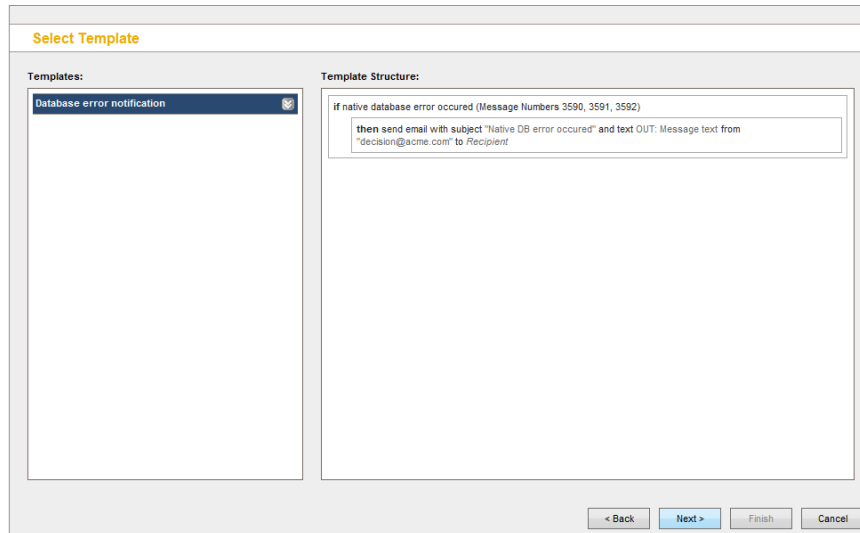 Select Template
Templates:
Template Structure:
Database error notification
if native database error occured (Message Numbers 3590, 3591, 3592)
then send email with subject "Native DB error occured" and text OUT: Message text from
"decision@acme.com" to Recipient
< Back
Next >
Finish
Cancel